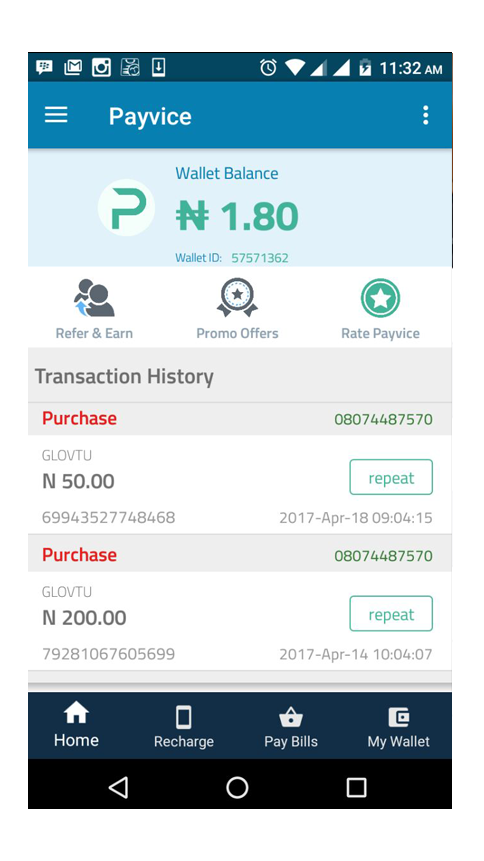 11:32 AM
Payvice
Wallet Balance
₦ 1.80
Wallet ID: 57571362
Refer & Earn Promo Offers Rate Payvice
Transaction History
Purchase 08074487570
GLOVTU
N 50.00 repeat
69943527748468 2017-Apr-18 09:04:15
Purchase 08074487570
GLOVTU
N 200.00 repeat
79281067605699 2017-Apr-14 10:04:07
Home Recharge Pay Bills My Wallet